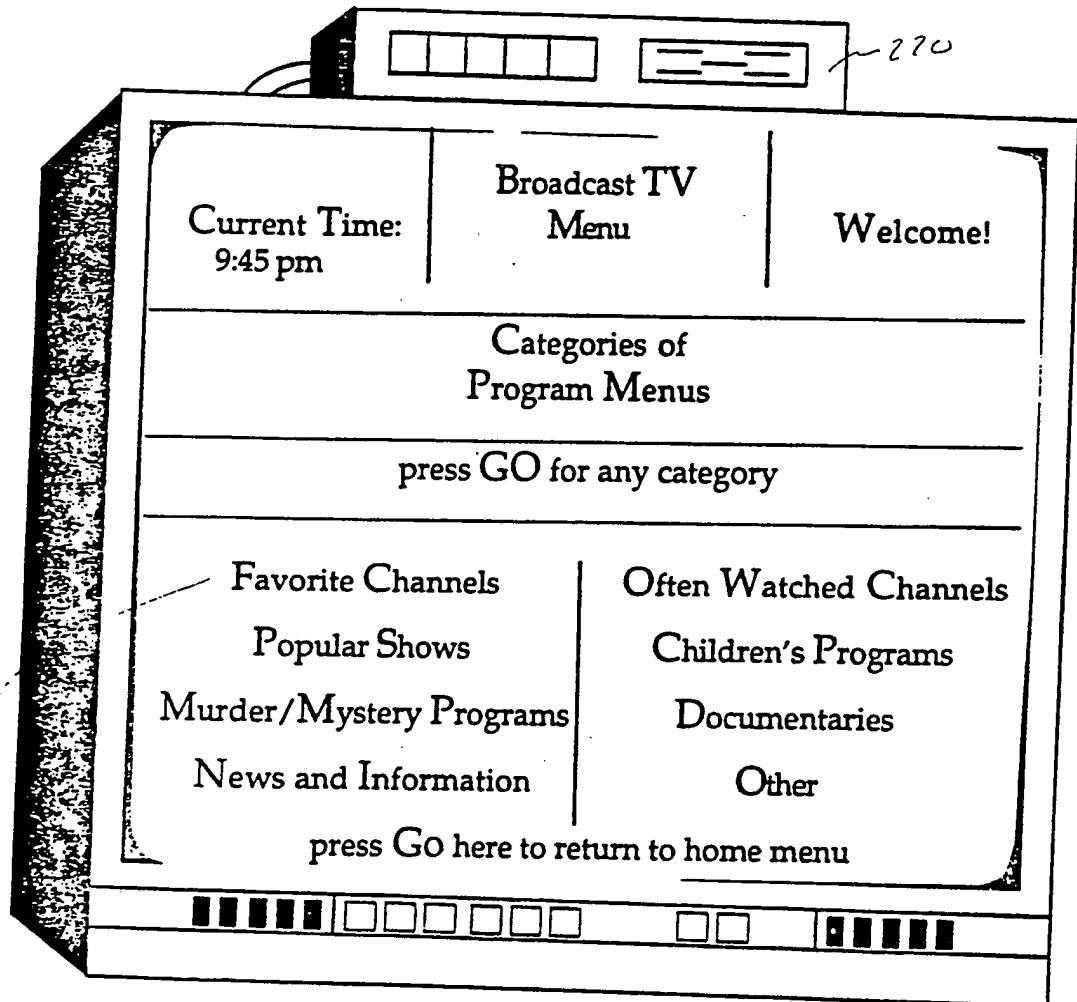 220
Current Time:
9:45 pm
Broadcast TV
Menu
Welcome!
Categories of
Program Menus
press GO for any category
Favorite Channels
Often Watched Channels
Popular Shows
Children's Programs
Murder/Mystery Programs
Documentaries
News and Information
Other
press Go here to return to home menu